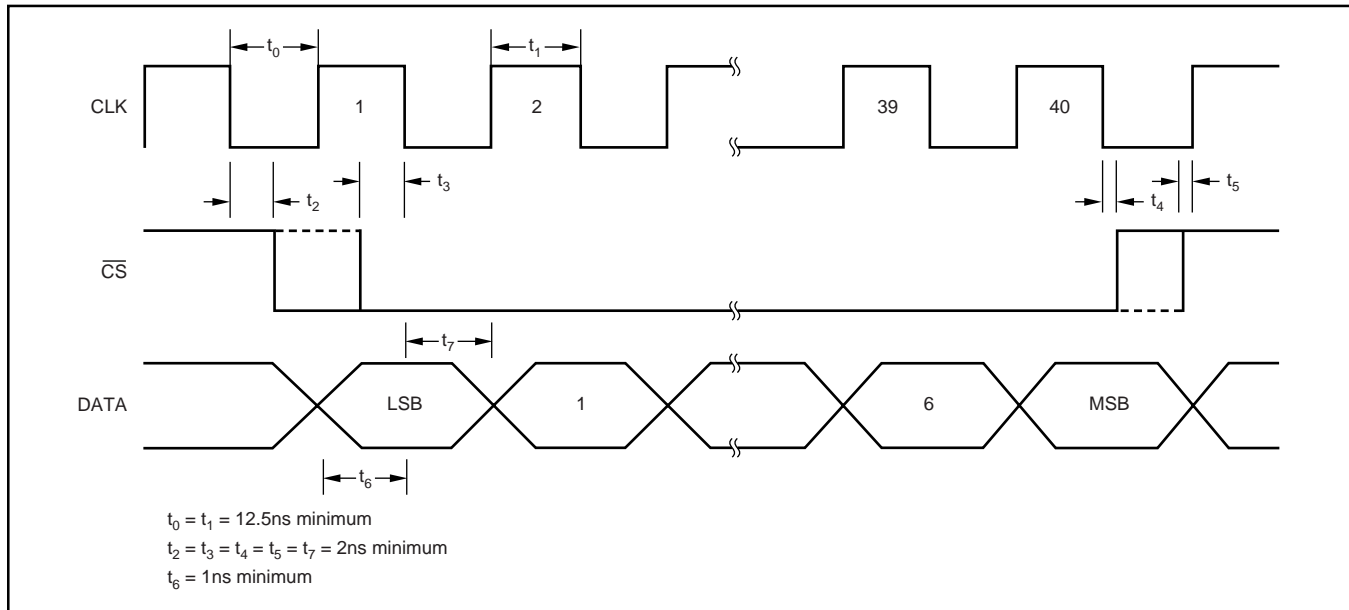 t₀
t₁
CLK
1
2
39
40
t₂
t₃
t₄
t₅
C̅S̅
t₇
DATA
LSB
1
6
MSB
t₆
t₀ = t₁ = 12.5ns minimum
t₂ = t₃ = t₄ = t₅ = t₇ = 2ns minimum
t₆ = 1ns minimum